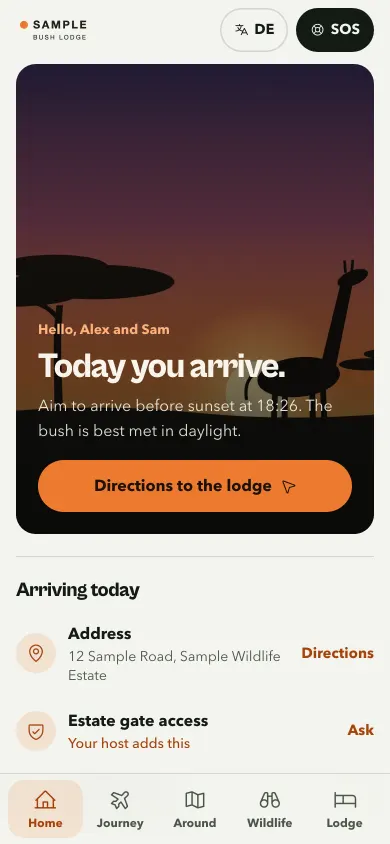 SAMPLE
BUSH LODGE
DE
SOS
Hello, Alex and Sam
Today you arrive.
Aim to arrive before sunset at 18:26. The
bush is best met in daylight.
Directions to the lodge
Arriving today
Address
12 Sample Road, Sample Wildlife
Estate
Directions
Estate gate access
Your host adds this
Ask
Home
Journey
Around
Wildlife
Lodge